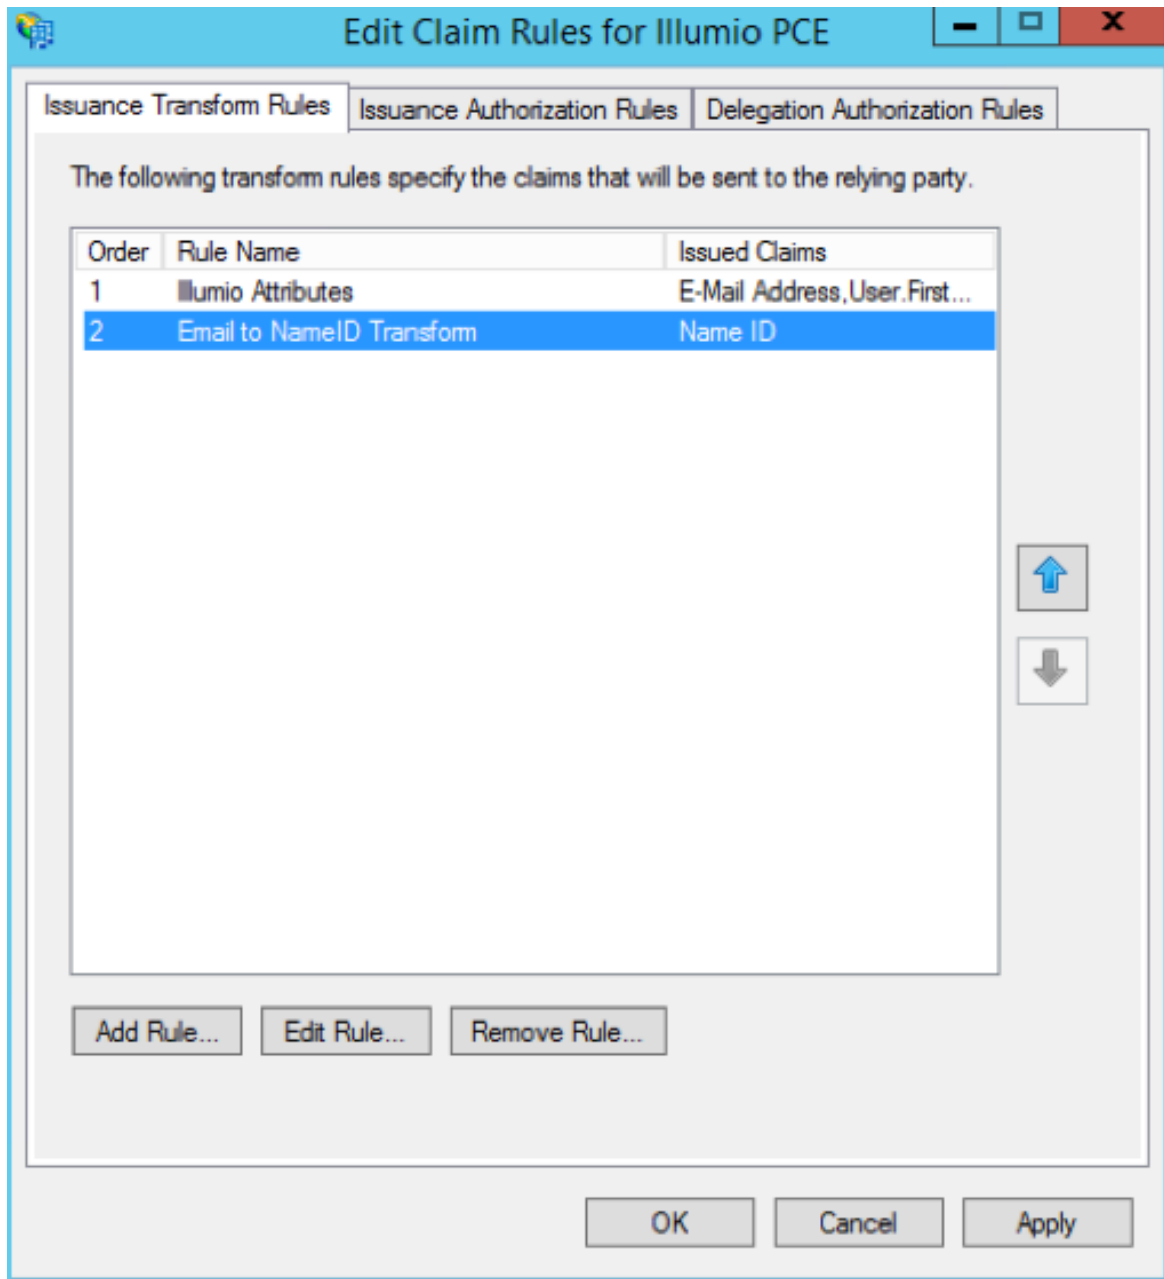 Edit Claim Rules for Illumio PCE
Issuance Transform Rules Issuance Authorization Rules Delegation Authorization Rules
The following transform rules specify the claims that will be sent to the relying party.
Order Rule Name Issued Claims
1 Illumio Attributes E-Mail Address,User.First...
2 Email to NameID Transform Name ID
Add Rule... Edit Rule... Remove Rule...
OK Cancel Apply